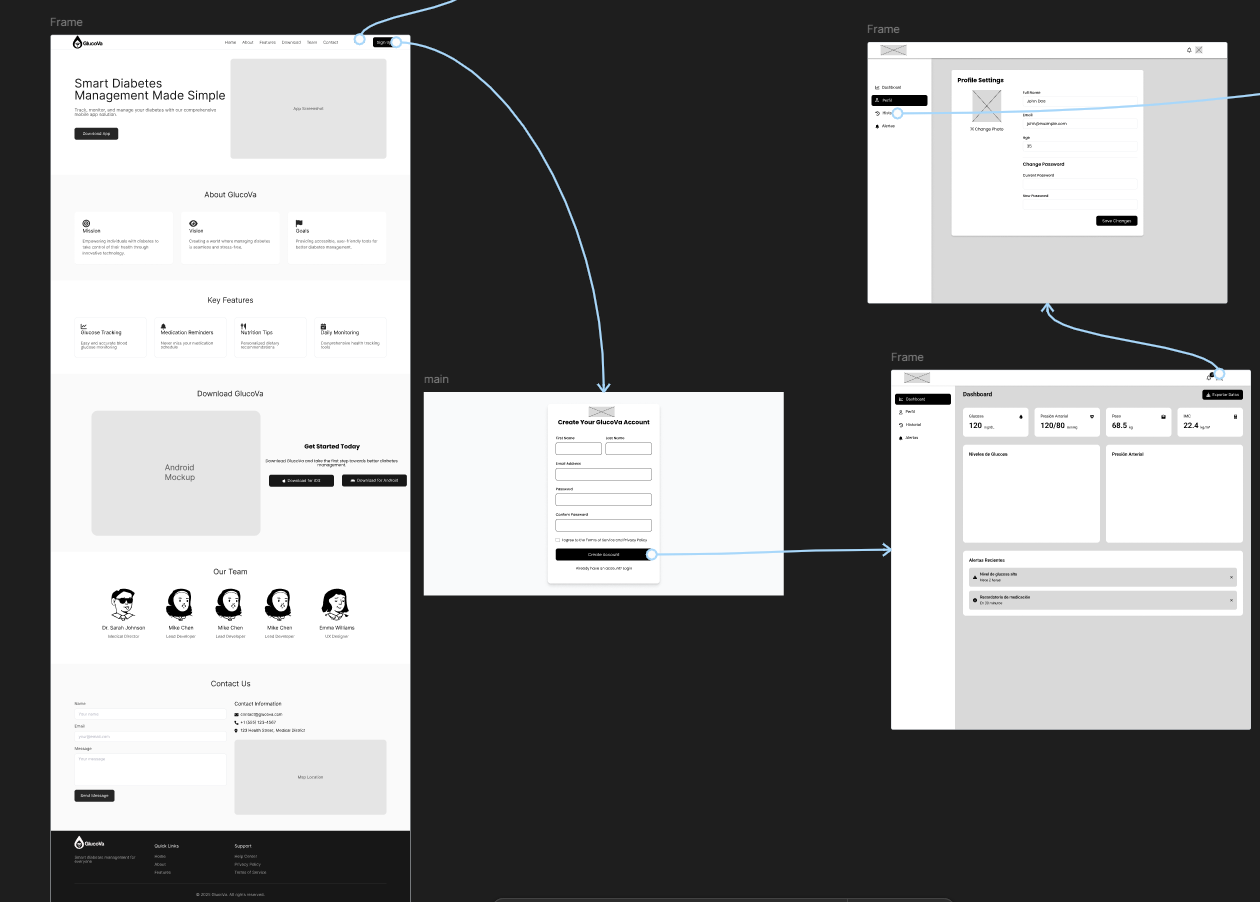 Frame
GlucoVa
Home
About
Features
Download
Team
Contact
Sign Up
Smart Diabetes
Management Made Simple
Track, monitor, and manage your diabetes with our comprehensive
mobile app solution
Download App
App Screenshot
About GlucoVa
Mission
Empowering individuals with diabetes to
take control of their health through
innovative technology.
Vision
Creating a world where managing diabetes
is seamless and stress-free.
Goals
Providing accessible, user-friendly tools for
better diabetes management.
Key Features
Glucose Tracking
Easy and accurate blood
glucose monitoring
Medication Reminders
Never miss your medication
schedule
Nutrition Tips
Personalized dietary
recommendations
Daily Monitoring
Comprehensive health tracking
tools
Download GlucoVa
Android
Mockup
Get Started Today
Download GlucoVa and take the first step towards better diabetes
management.
Download for iOS
Download for Android
Our Team
Dr. Sarah Johnson
Medical Director
Mike Chen
Lead Developer
Mike Chen
Lead Developer
Mike Chen
Lead Developer
Emma Williams
UX Designer
Contact Us
Name
Your name
Email
your@email.com
Message
Your message
Send Message
Contact Information
contact@glucova.com
+1 (555) 123-4567
123 Health Street, Medical District
Map Location
GlucoVa
Smart diabetes management for
everyone
Quick Links
Home
About
Features
Support
Help Center
Privacy Policy
Terms of Service
© 2025 GlucoVa. All rights reserved.
main
Create Your GlucoVa Account
First Name
Last Name
Email Address
Password
Confirm Password
I agree to the Terms of Service and Privacy Policy
Create Account
Already have an account? Login
Frame
Dashboard
Perfil
Alertas
Profile Settings
Change Photo
Full Name
John Doe
Email
john@example.com
Age
35
Change Password
Current Password
New Password
Save Changes
Frame
Dashboard
Perfil
Historial
Alertas
Dashboard
Exportar Datos
Glucosa
120 mg/dL
Presión Arterial
120/80 mmHg
Peso
68.5 kg
IMC
22.4 kg/m²
Niveles de Glucosa
Presión Arterial
Alertas Recientes
Nivel de glucosa alto
Hace 2 horas
Recordatorio de medicación
En 30 minutos